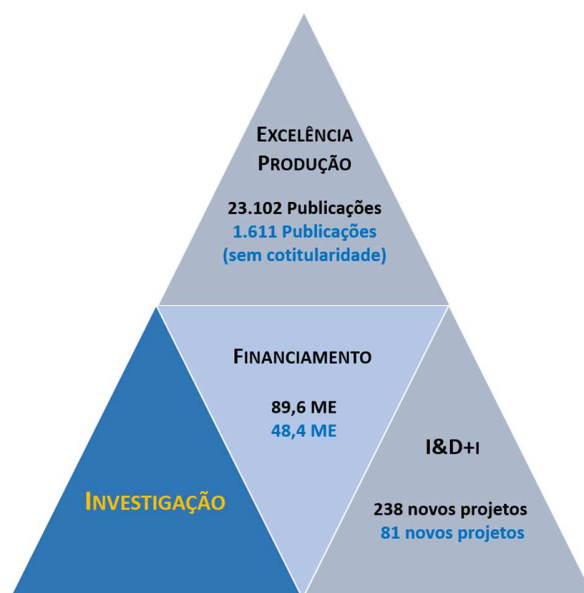 EXCELÊNCIA
PRODUÇÃO
23.102 Publicações
1.611 Publicações
(sem cotitularidade)
FINANCIAMENTO
89,6 ME
48,4 ME
I&D+I
INVESTIGAÇÃO
238 novos projetos
81 novos projetos